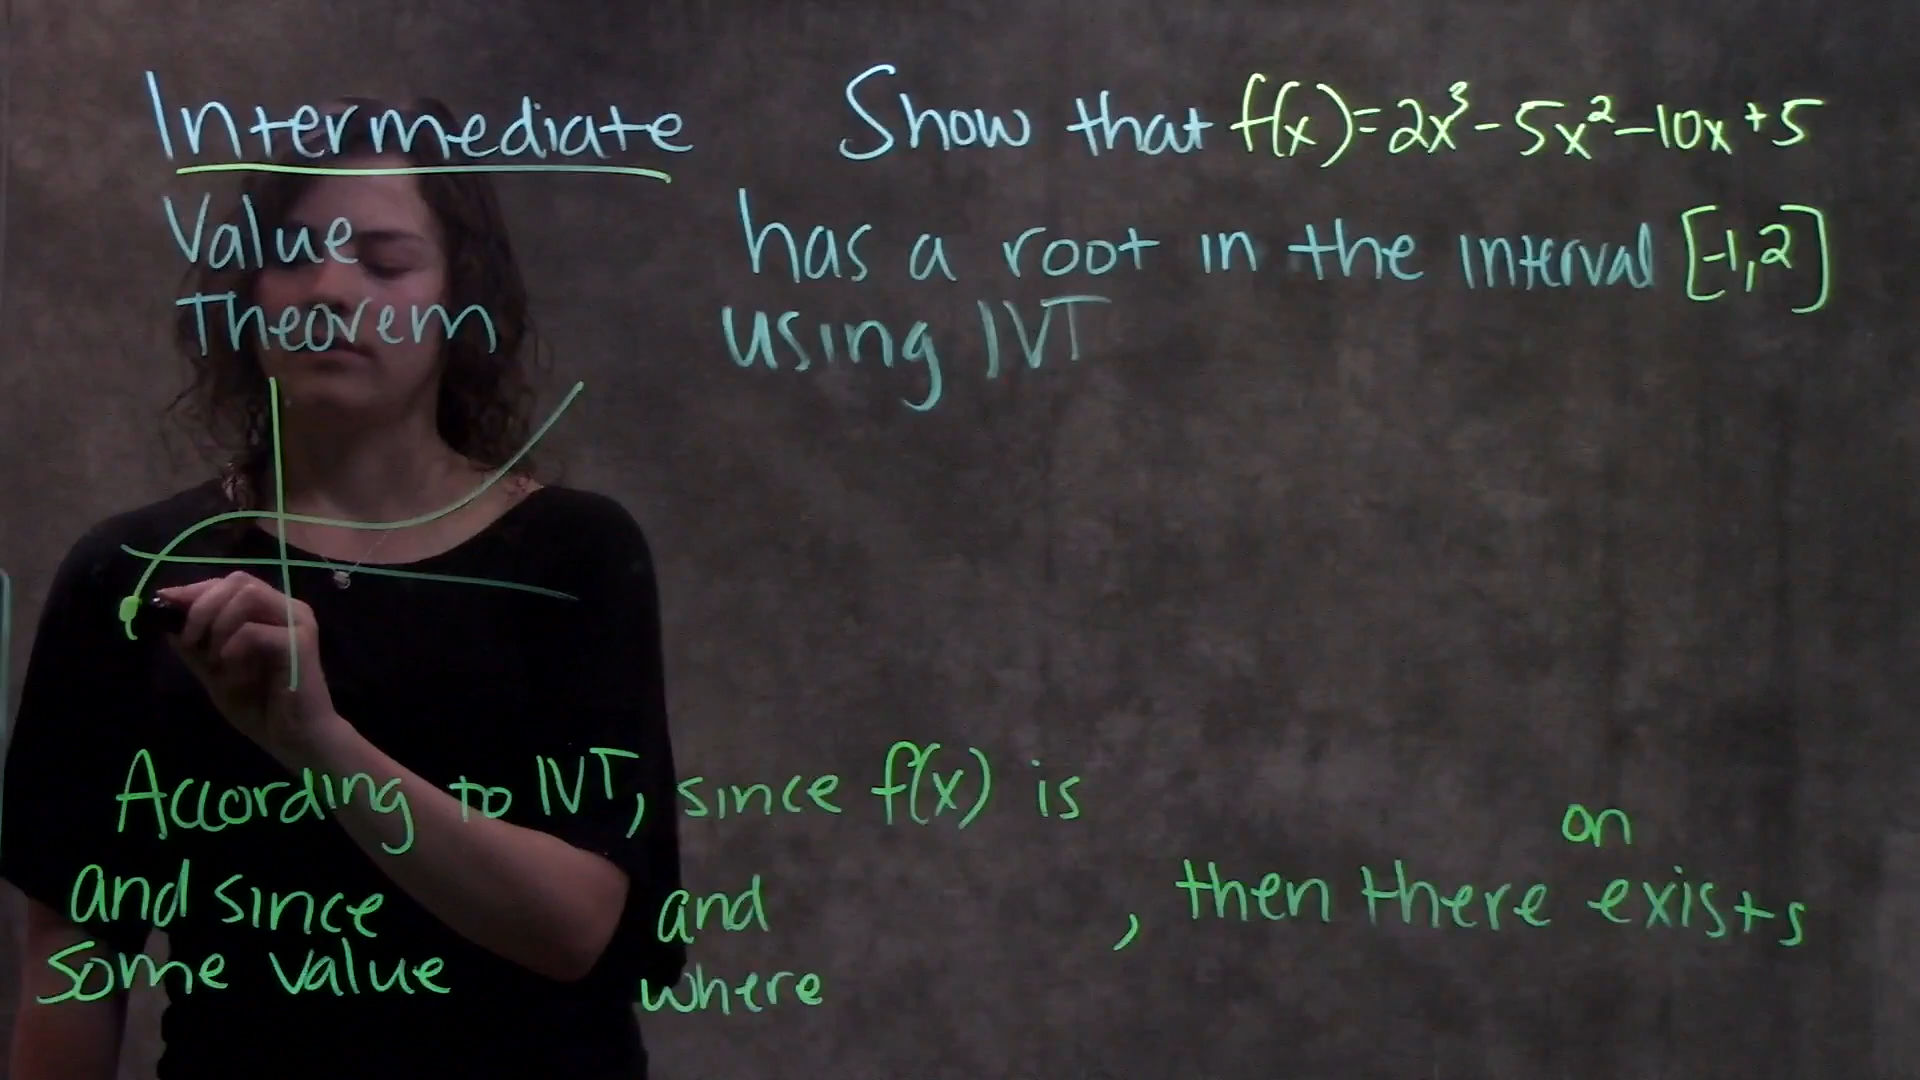 Intermediate
Value
Theorem
Show that f(x)=2x³-5x²-10x+5
has a root in the interval [-1,2]
using IVT
According to IVT, since f(x) is
on
and since and , then there exists
some value where